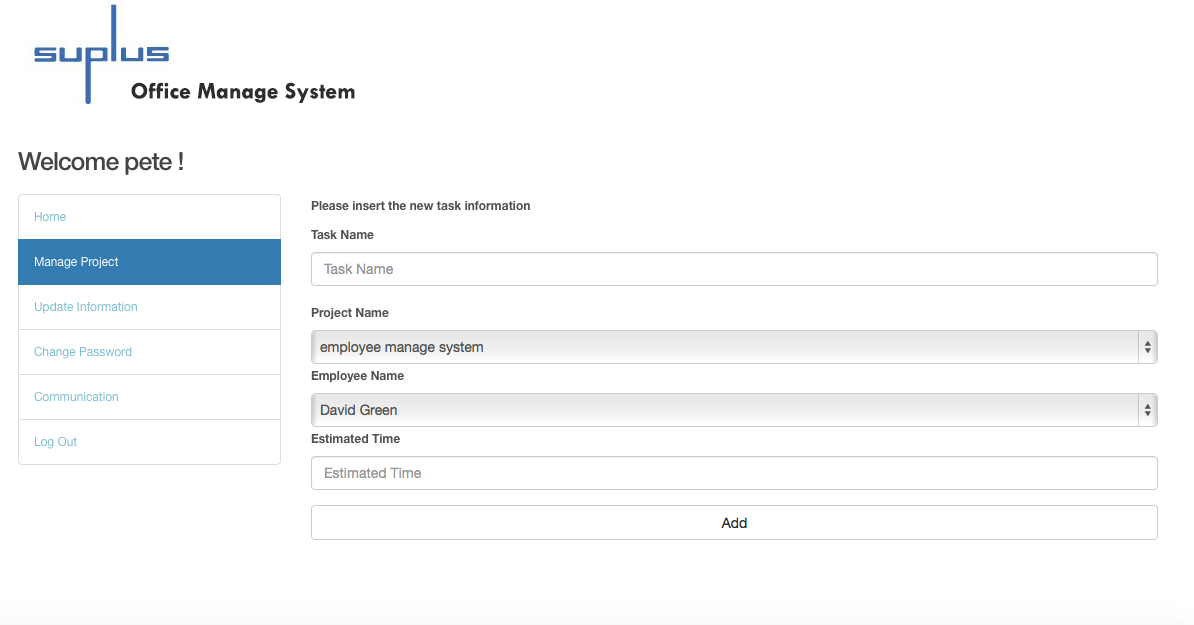 suplus
Office Manage System
Welcome pete !
Home
Manage Project
Update Information
Change Password
Communication
Log Out
Please insert the new task information
Task Name
Task Name
Project Name
employee manage system
Employee Name
David Green
Estimated Time
Estimated Time
Add